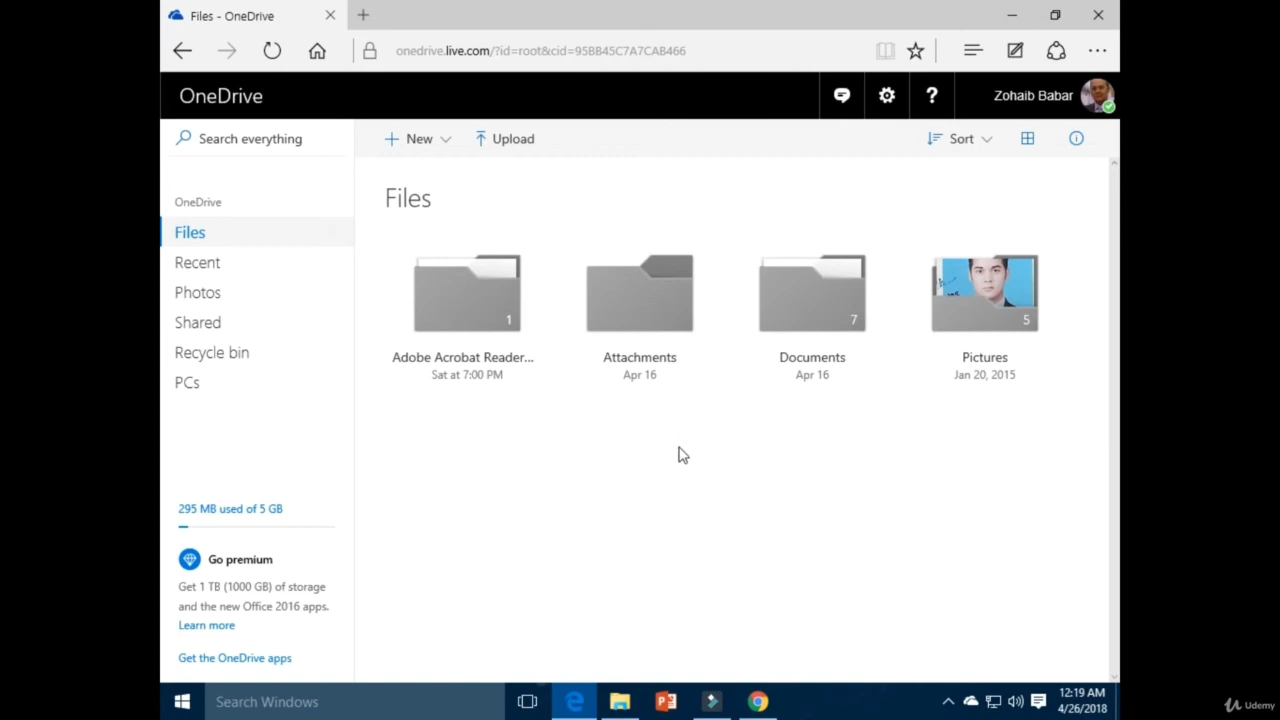 Files - OneDrive
onedrive.live.com/?id=root&cid=95BB45C7A7CAB466
OneDrive
Zohaib Babar
Search everything
New
Upload
Sort
OneDrive
Files
Recent
Photos
Shared
Recycle bin
PCs
Files
1
7
5
Adobe Acrobat Reader...
Attachments
Documents
Pictures
Sat at 7:00 PM
Apr 16
Apr 16
Jan 20, 2015
295 MB used of 5 GB
Go premium
Get 1 TB (1000 GB) of storage
and the new Office 2016 apps.
Learn more
Get the OneDrive apps
Search Windows
12:19 AM
4/26/2018
Udemy